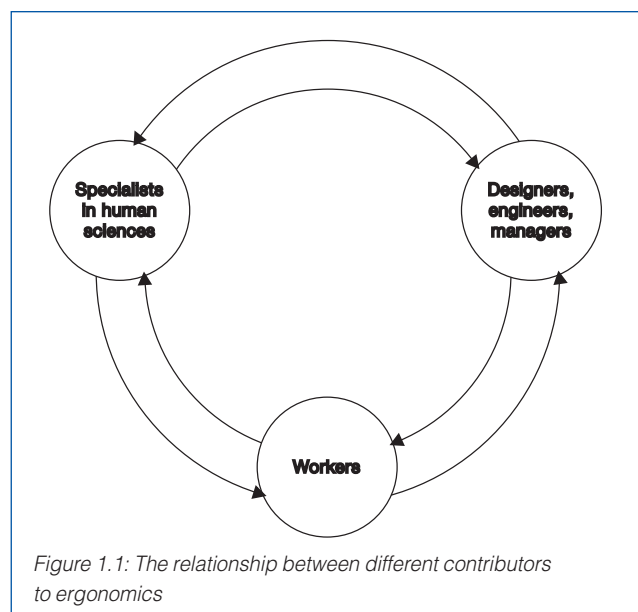 Specialists
in human
sciences
Designers,
engineers,
managers
Workers
Figure 1.1: The relationship between different contributors
to ergonomics